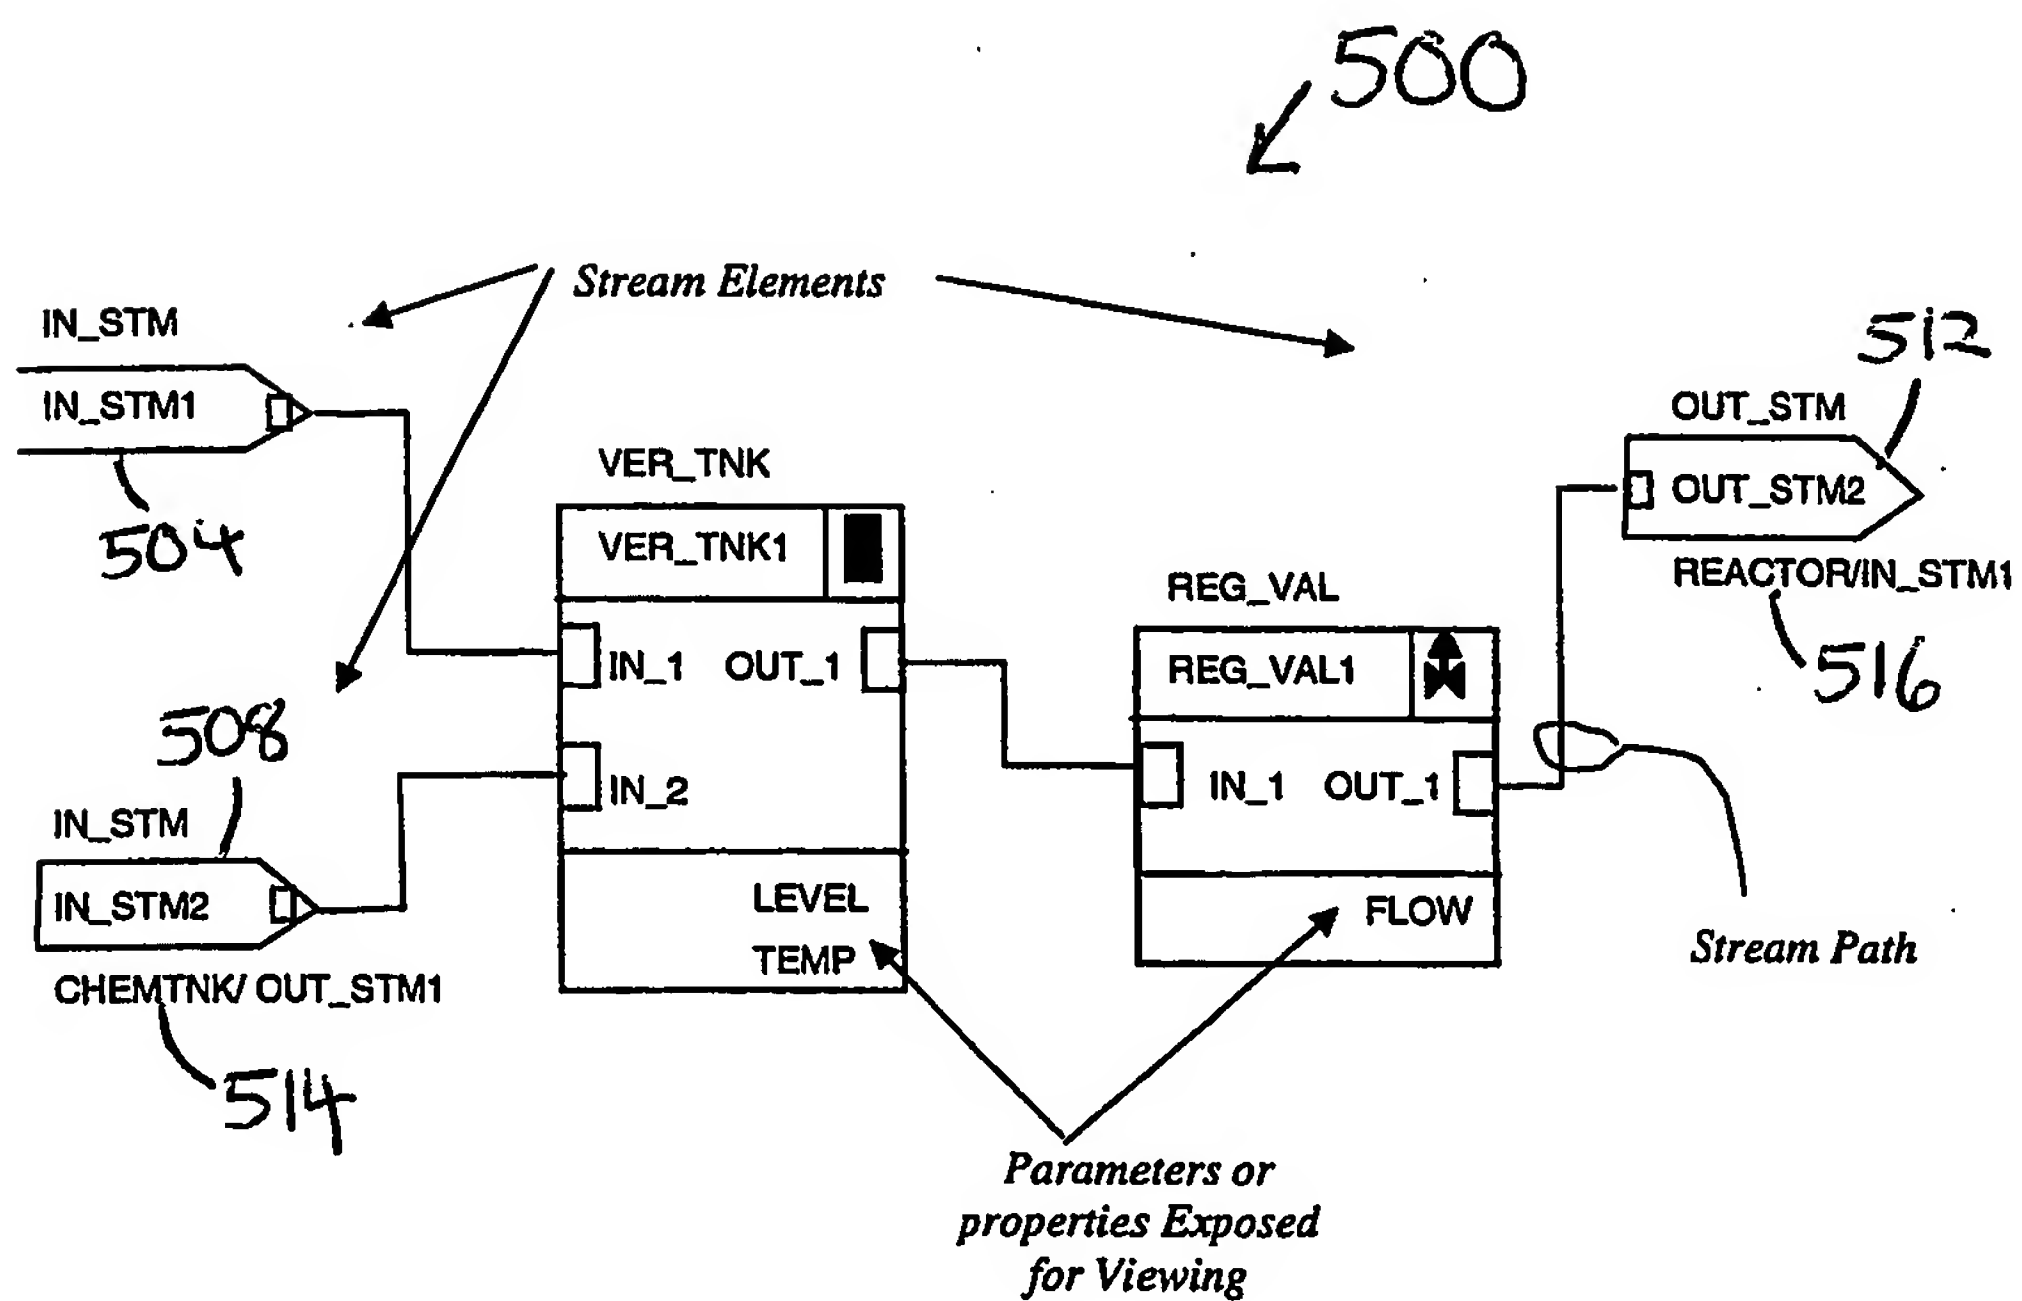 500
Stream Elements
IN_STM
IN_STM1
504
512
OUT_STM
OUT_STM2
REACTOR/IN_STM1
516
VER_TNK
VER_TNK1
IN_1 OUT_1
IN_2
LEVEL
TEMP
REG_VAL
REG_VAL1
IN_1 OUT_1
FLOW
508
IN_STM
IN_STM2
CHEMTNK/ OUT_STM1
514
Stream Path
Parameters or
properties Exposed
for Viewing